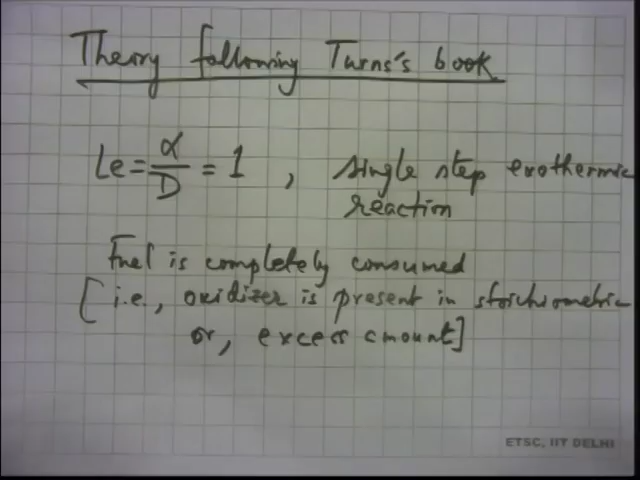 Theory following Turns's book
Le = α/D = 1 , single step exothermic
reaction
Fuel is completely consumed
[i.e., oxidizer is present in stoichiometric
or, excess amount]
ETSC, IIT DELHI